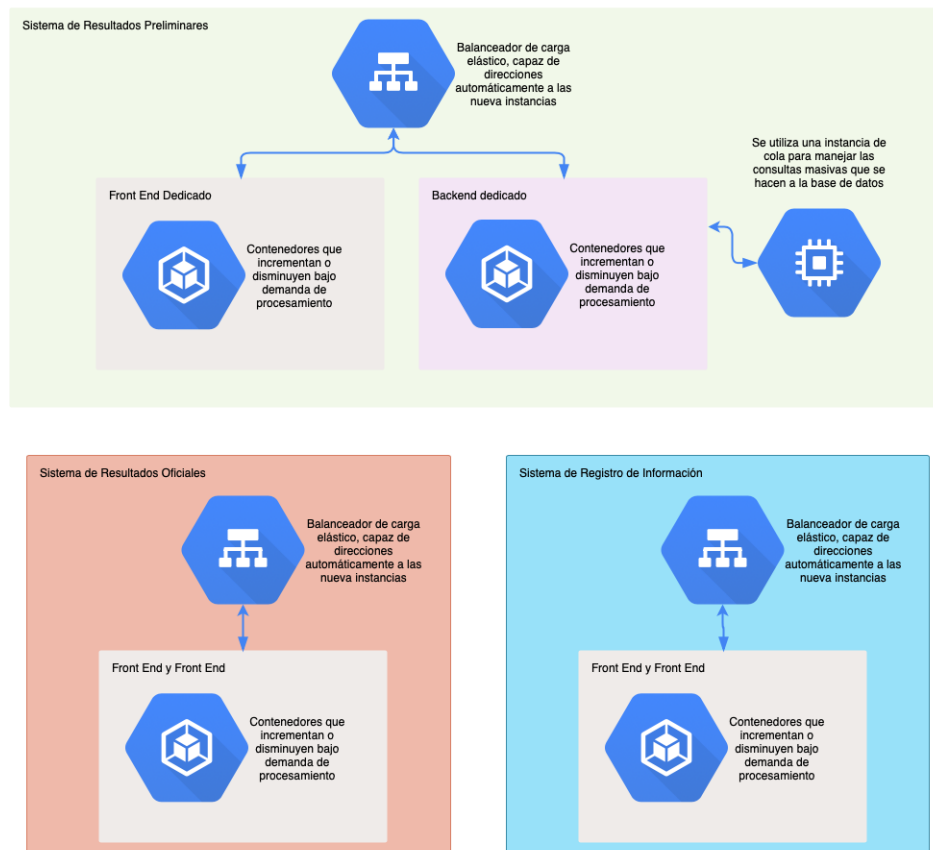 Sistema de Resultados Preliminares
Balanceador de carga
elástico, capaz de
direcciones
automáticamente a las
nueva instancias
Se utiliza una instancia de
cola para manejar las
consultas masivas que se
hacen a la base de datos
Front End Dedicado
Contenedores que
incrementan o
disminuyen bajo
demanda de
procesamiento
Backend dedicado
Contenedores que
incrementan o
disminuyen bajo
demanda de
procesamiento
Sistema de Resultados Oficiales
Balanceador de carga
elástico, capaz de
direcciones
automáticamente a las
nueva instancias
Front End y Front End
Contenedores que
incrementan o
disminuyen bajo
demanda de
procesamiento
Sistema de Registro de Información
Balanceador de carga
elástico, capaz de
direcciones
automáticamente a las
nueva instancias
Front End y Front End
Contenedores que
incrementan o
disminuyen bajo
demanda de
procesamiento